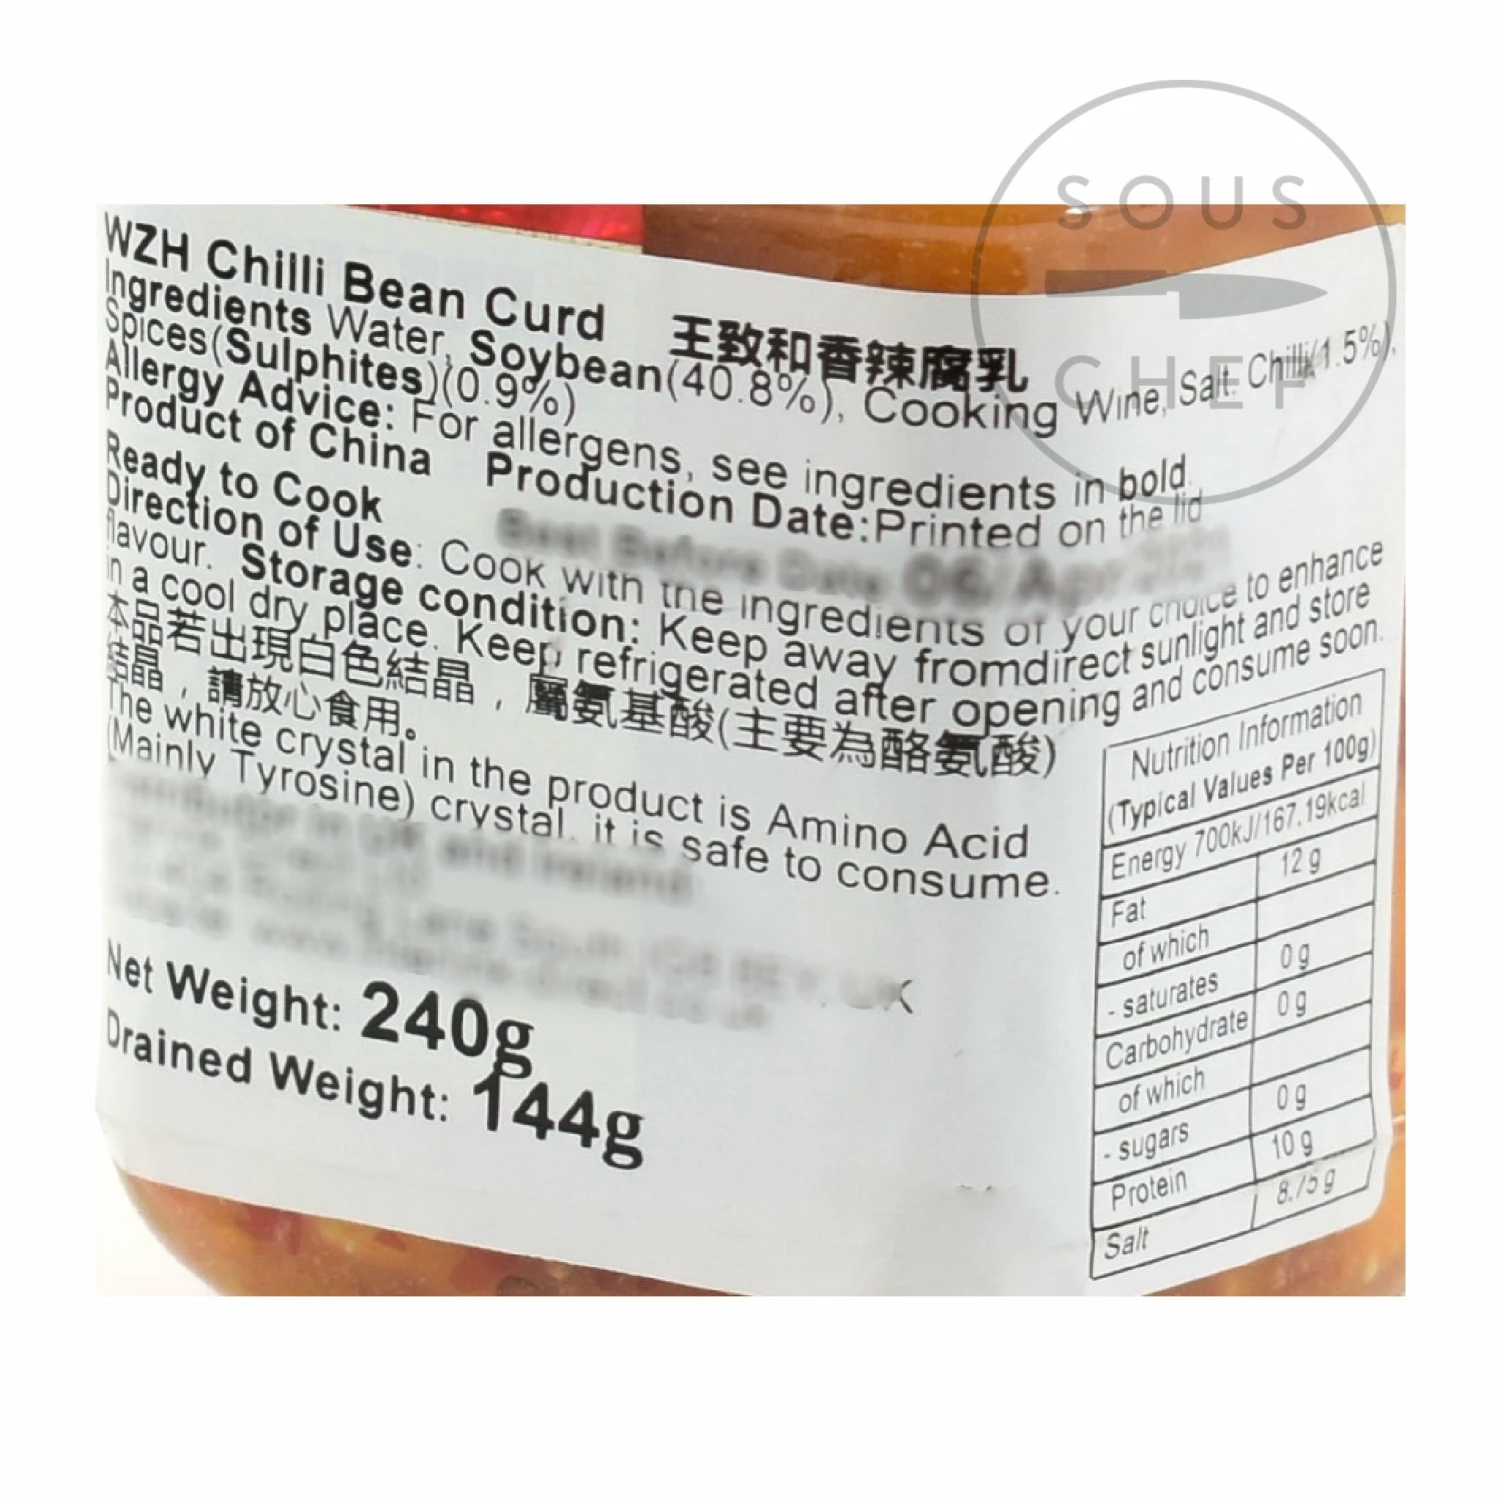 SOUS
CHEF
WZH Chilli Bean Curd 王致和香辣腐乳
Ingredients Water, Soybean(40.8%), Cooking Wine, Salt. Chilli(1.5%),
Spices(Sulphites)(0.9%)
Allergy Advice: For allergens, see ingredients in bold.
Product of China Production Date:Printed on the lid
Ready to Cook Best Before Date:
Direction of Use: Cook with the ingredients of your choice to enhance
flavour. Storage condition: Keep away fromdirect sunlight and store
in a cool dry place. Keep refrigerated after opening and consume soon.
本品若出現白色結晶，屬氨基酸(主要為酪氨酸)
結晶，請放心食用。
The white crystal in the product is Amino Acid
(Mainly Tyrosine) crystal, it is safe to consume.
Net Weight: 240g
Drained Weight: 144g
Nutrition Information
(Typical Values Per 100g)
Energy 700kJ/167.19kcal
Fat 12 g
of which
- saturates 0 g
Carbohydrate 0 g
of which
- sugars 0 g
Protein 10 g
Salt 8.75 g